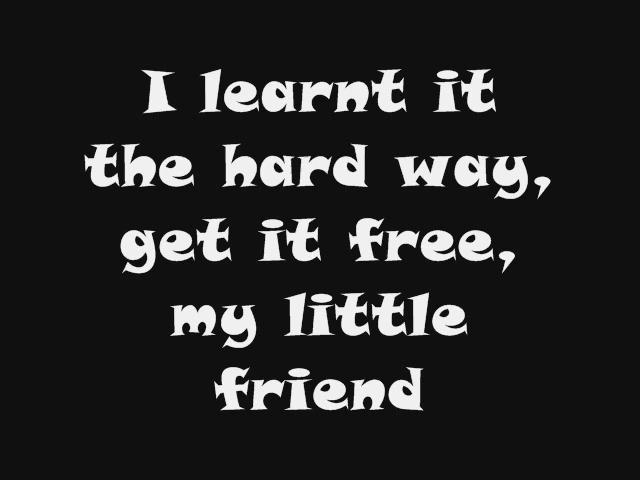 I learnt it
the hard way,
get it free,
my little
friend